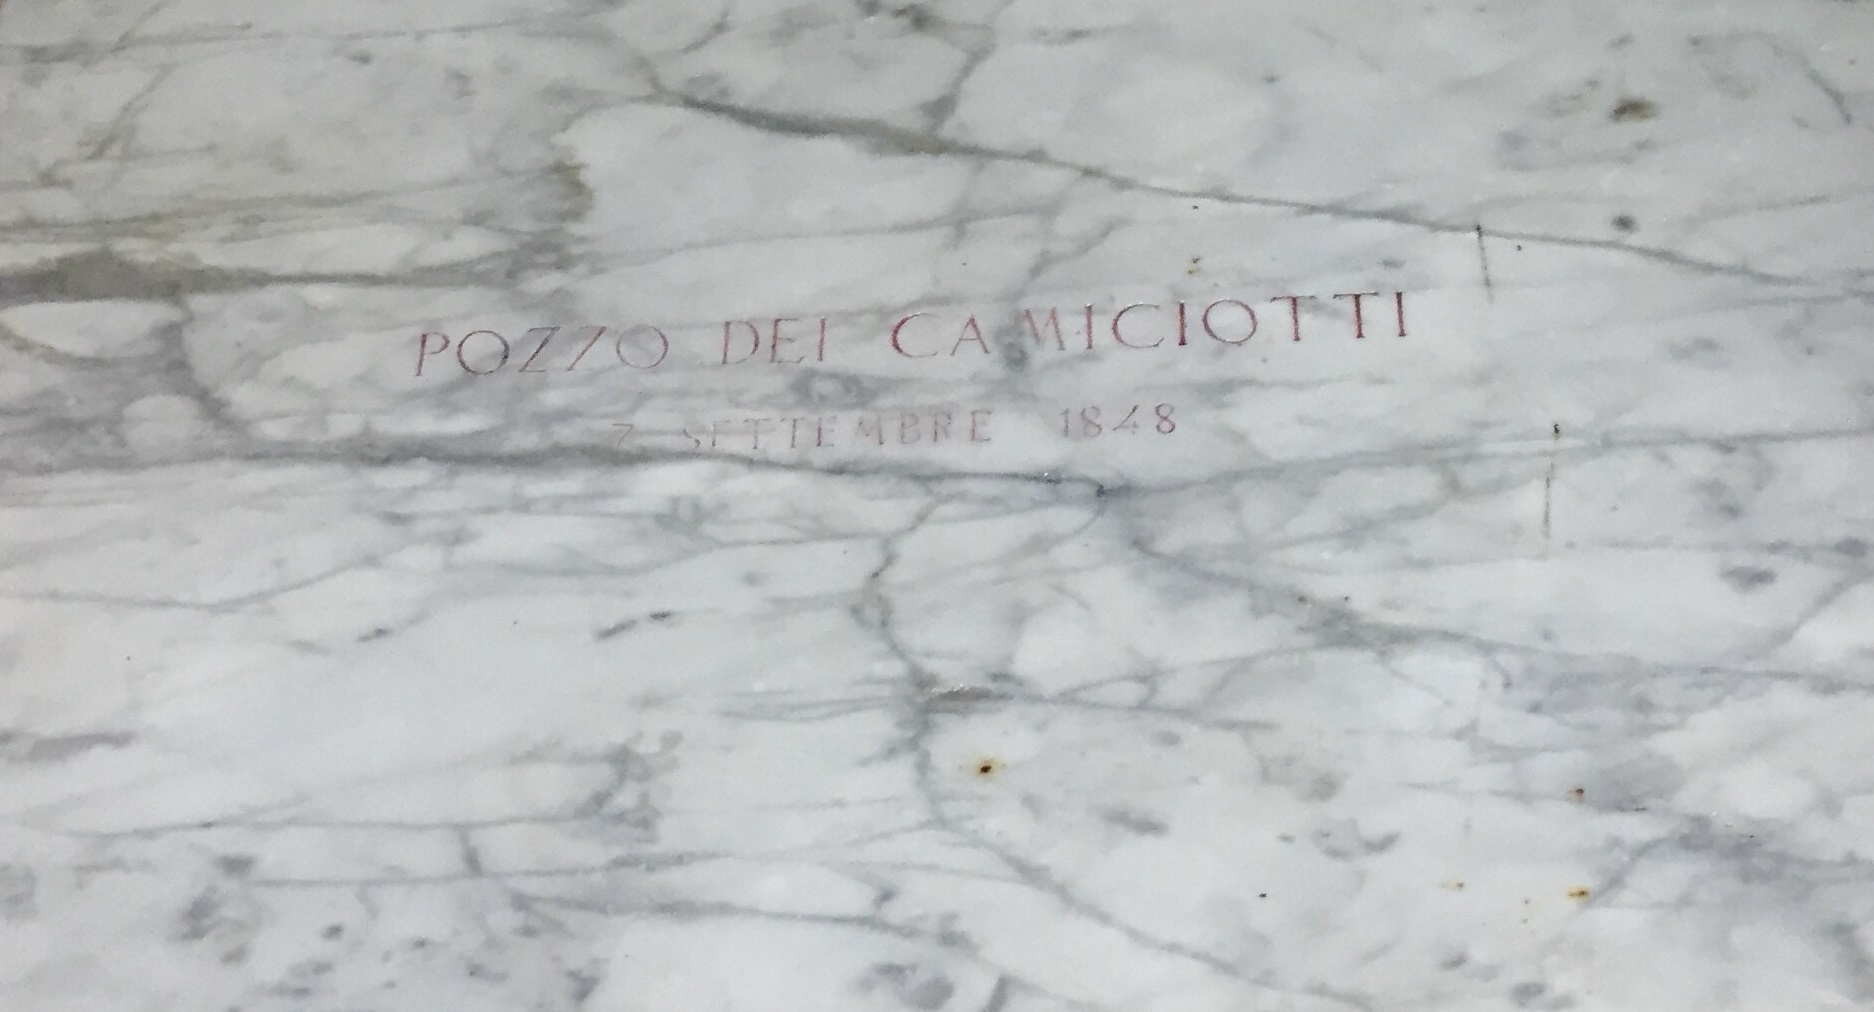 POZZO DEI CAMICIOTTI
7 SETTEMBRE 1848